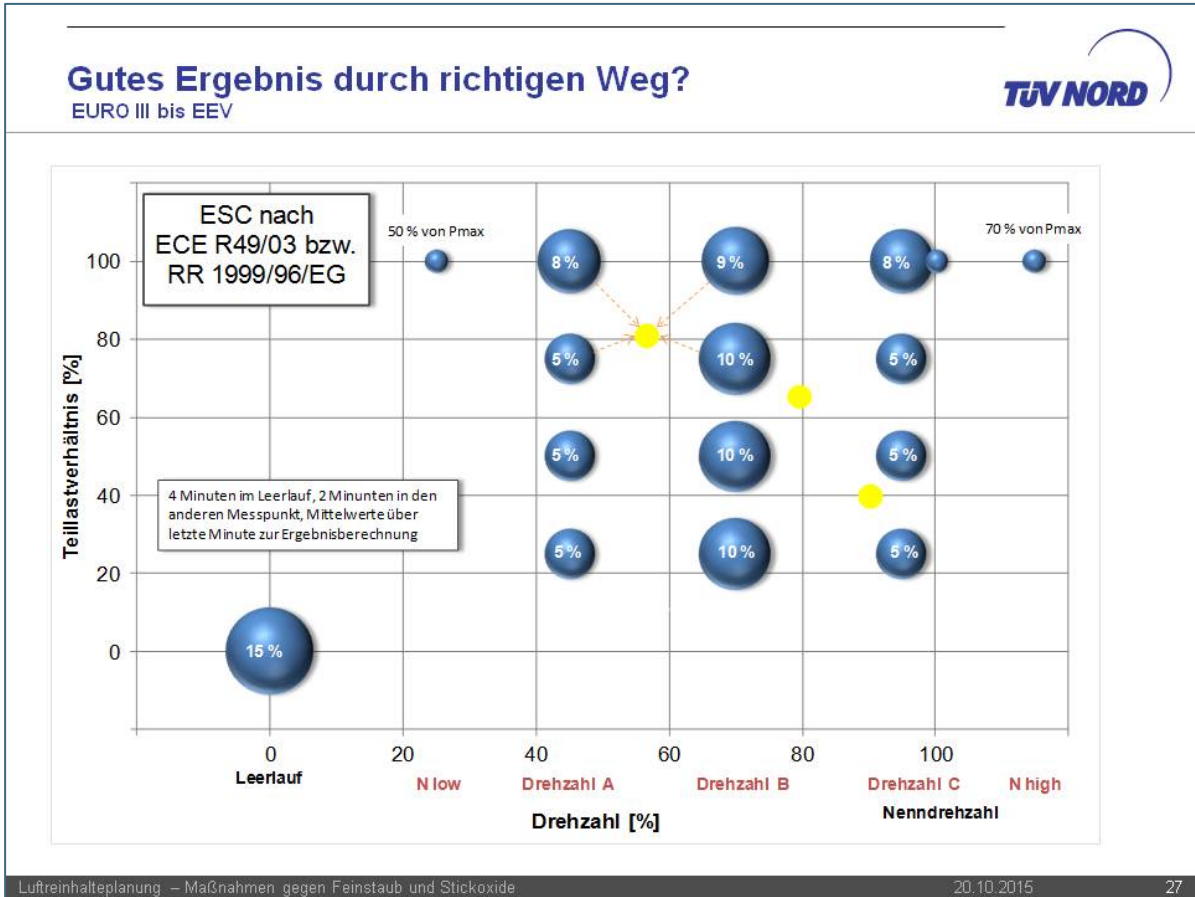 Gutes Ergebnis durch richtigen Weg?
EURO III bis EEV
TÜV NORD
ESC nach
ECE R49/03 bzw.
RR 1999/96/EG
50 % von Pmax
70 % von Pmax
100
8 %
9 %
8 %
80
5 %
10 %
5 %
60
5 %
10 %
5 %
40
4 Minuten im Leerlauf, 2 Minunten in den
anderen Messpunkt, Mittelwerte über
letzte Minute zur Ergebnisberechnung
5 %
10 %
5 %
20
0
15 %
Teillastverhältnis [%]
0
20
40
60
80
100
Leerlauf
N low
Drehzahl A
Drehzahl B
Drehzahl C
N high
Nenndrehzahl
Drehzahl [%]
Luftreinhalteplanung – Maßnahmen gegen Feinstaub und Stickoxide
20.10.2015
27